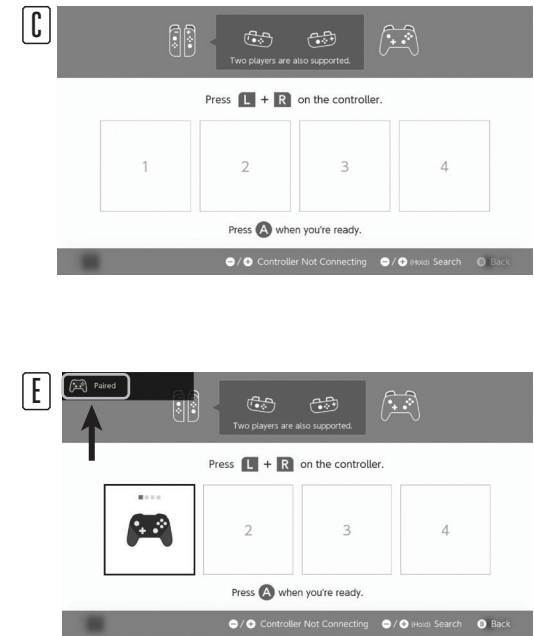 C
Two players are also supported.
Press L + R on the controller.
1 2 3 4
Press A when you're ready.
−/+ Controller Not Connecting −/+ (Hold) Search B Back
E
Paired
Two players are also supported.
Press L + R on the controller.
2 3 4
Press A when you're ready.
−/+ Controller Not Connecting −/+ (Hold) Search B Back